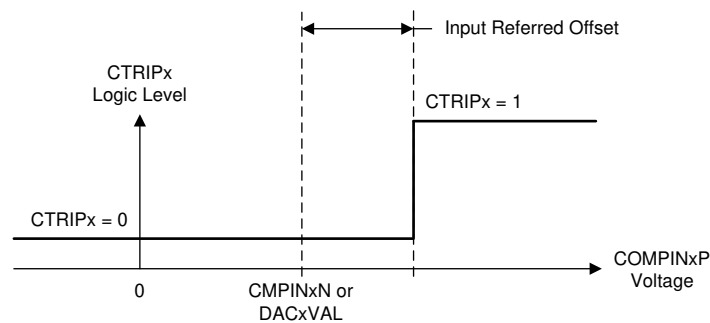 Input Referred Offset
CTRIPx
Logic Level
CTRIPx = 1
CTRIPx = 0
COMPINxP
Voltage
0
CMPINxN or
DACxVAL